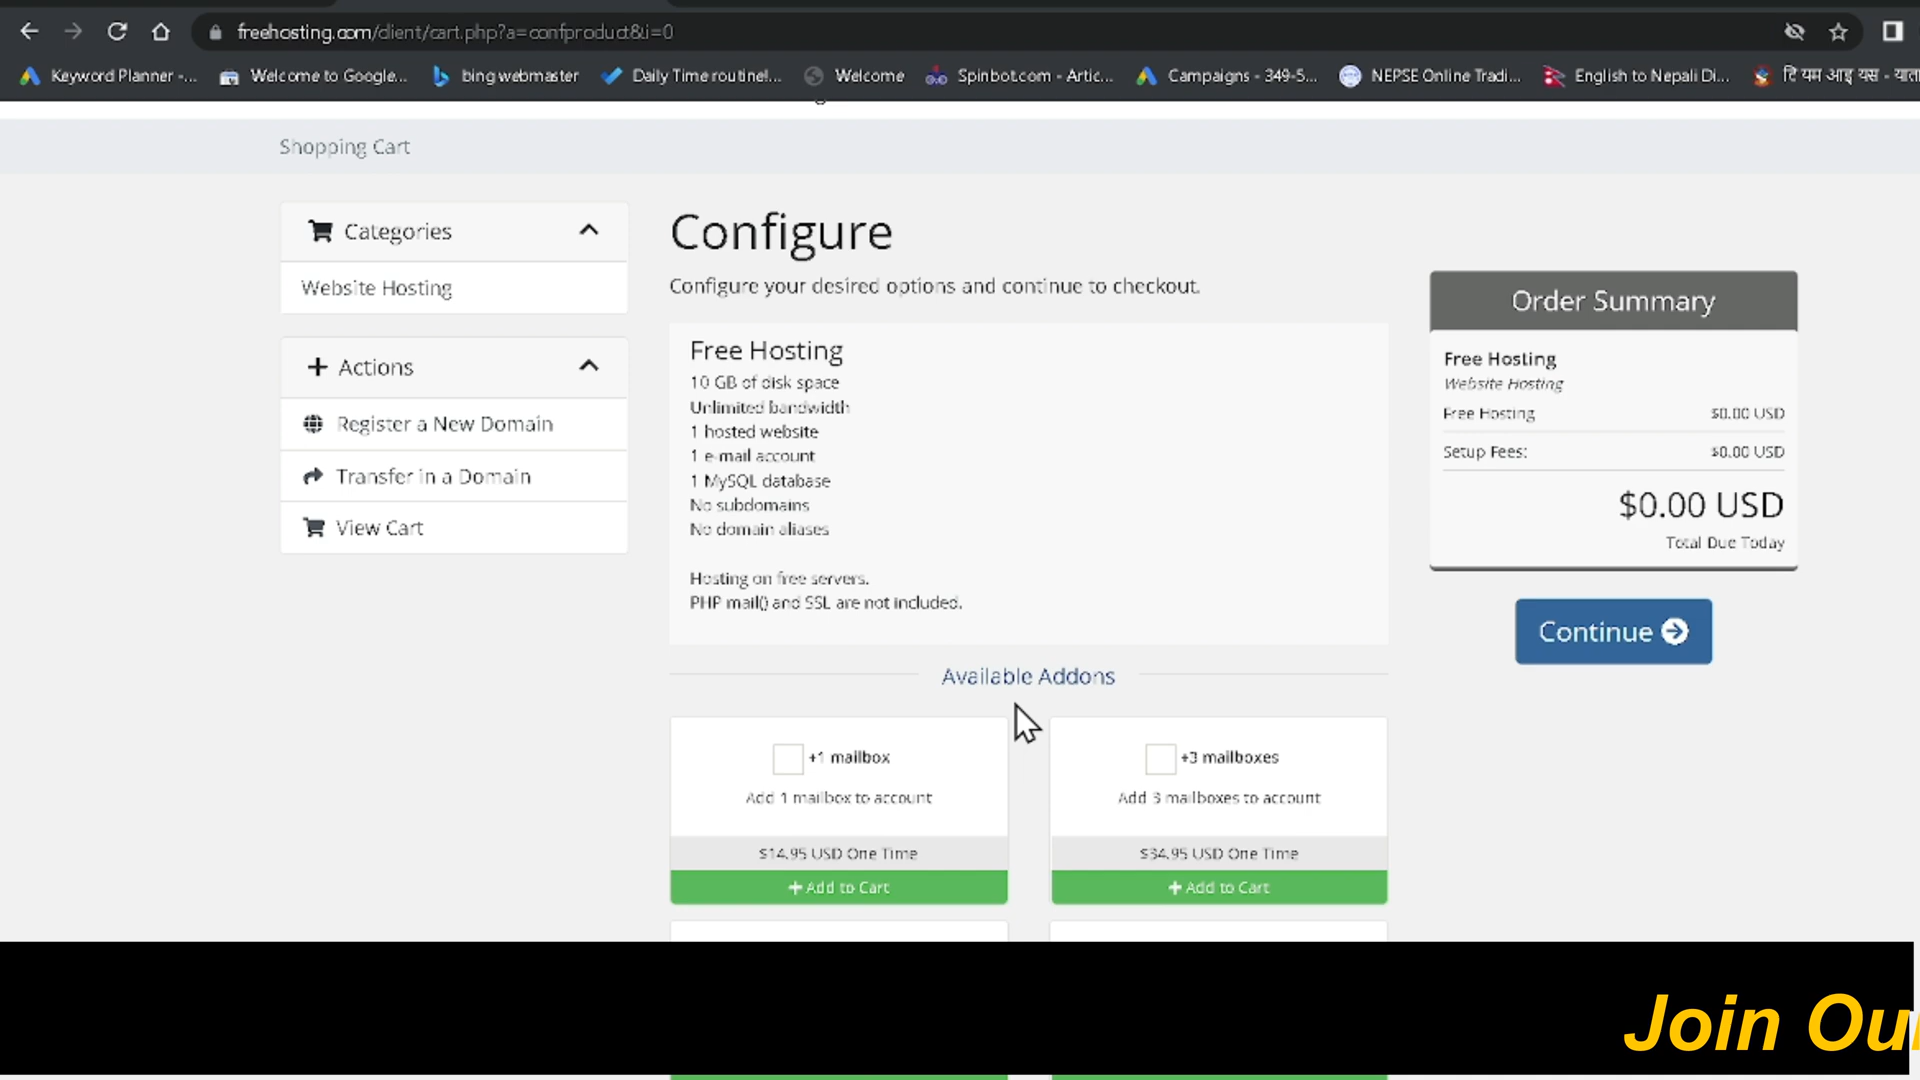 freehosting.com/client/cart.php?a=confproduct&i=0
Keyword Planner -...
Welcome to Google...
bing webmaster
Daily Time routine!...
Welcome
Spinbot.com - Artic...
Campaigns - 349-5...
NEPSE Online Tradi...
English to Nepali Di...
दि यम आइ यस - याता
Shopping Cart
Categories
Website Hosting
Actions
Register a New Domain
Transfer in a Domain
View Cart
Configure
Configure your desired options and continue to checkout.
Free Hosting
10 GB of disk space
Unlimited bandwidth
1 hosted website
1 e-mail account
1 MySQL database
No subdomains
No domain aliases
Hosting on free servers.
PHP mail() and SSL are not included.
Available Addons
+1 mailbox
Add 1 mailbox to account
$14.95 USD One Time
+ Add to Cart
+3 mailboxes
Add 3 mailboxes to account
$34.95 USD One Time
+ Add to Cart
Order Summary
Free Hosting
Website Hosting
Free Hosting $0.00 USD
Setup Fees: $0.00 USD
$0.00 USD
Total Due Today
Continue
Join Ou